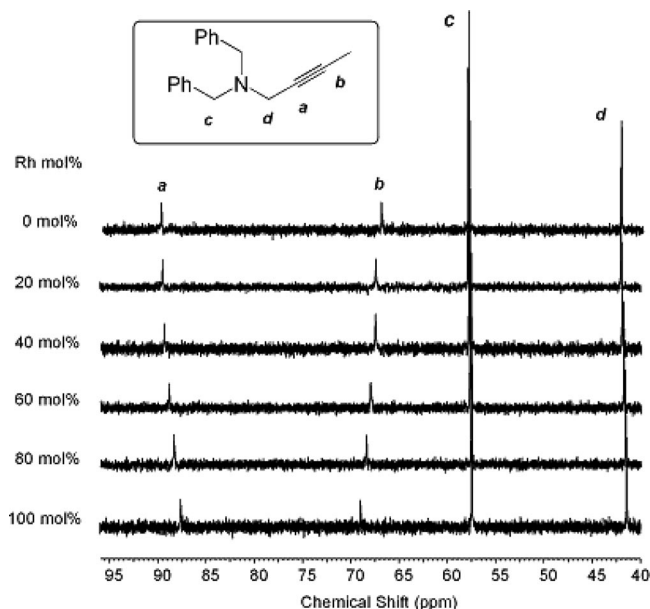 c
Ph
Ph N b
a
c d
d
Rh mol%
a b
0 mol%
20 mol%
40 mol%
60 mol%
80 mol%
100 mol%
95 90 85 80 75 70 65 60 55 50 45 40
Chemical Shift (ppm)